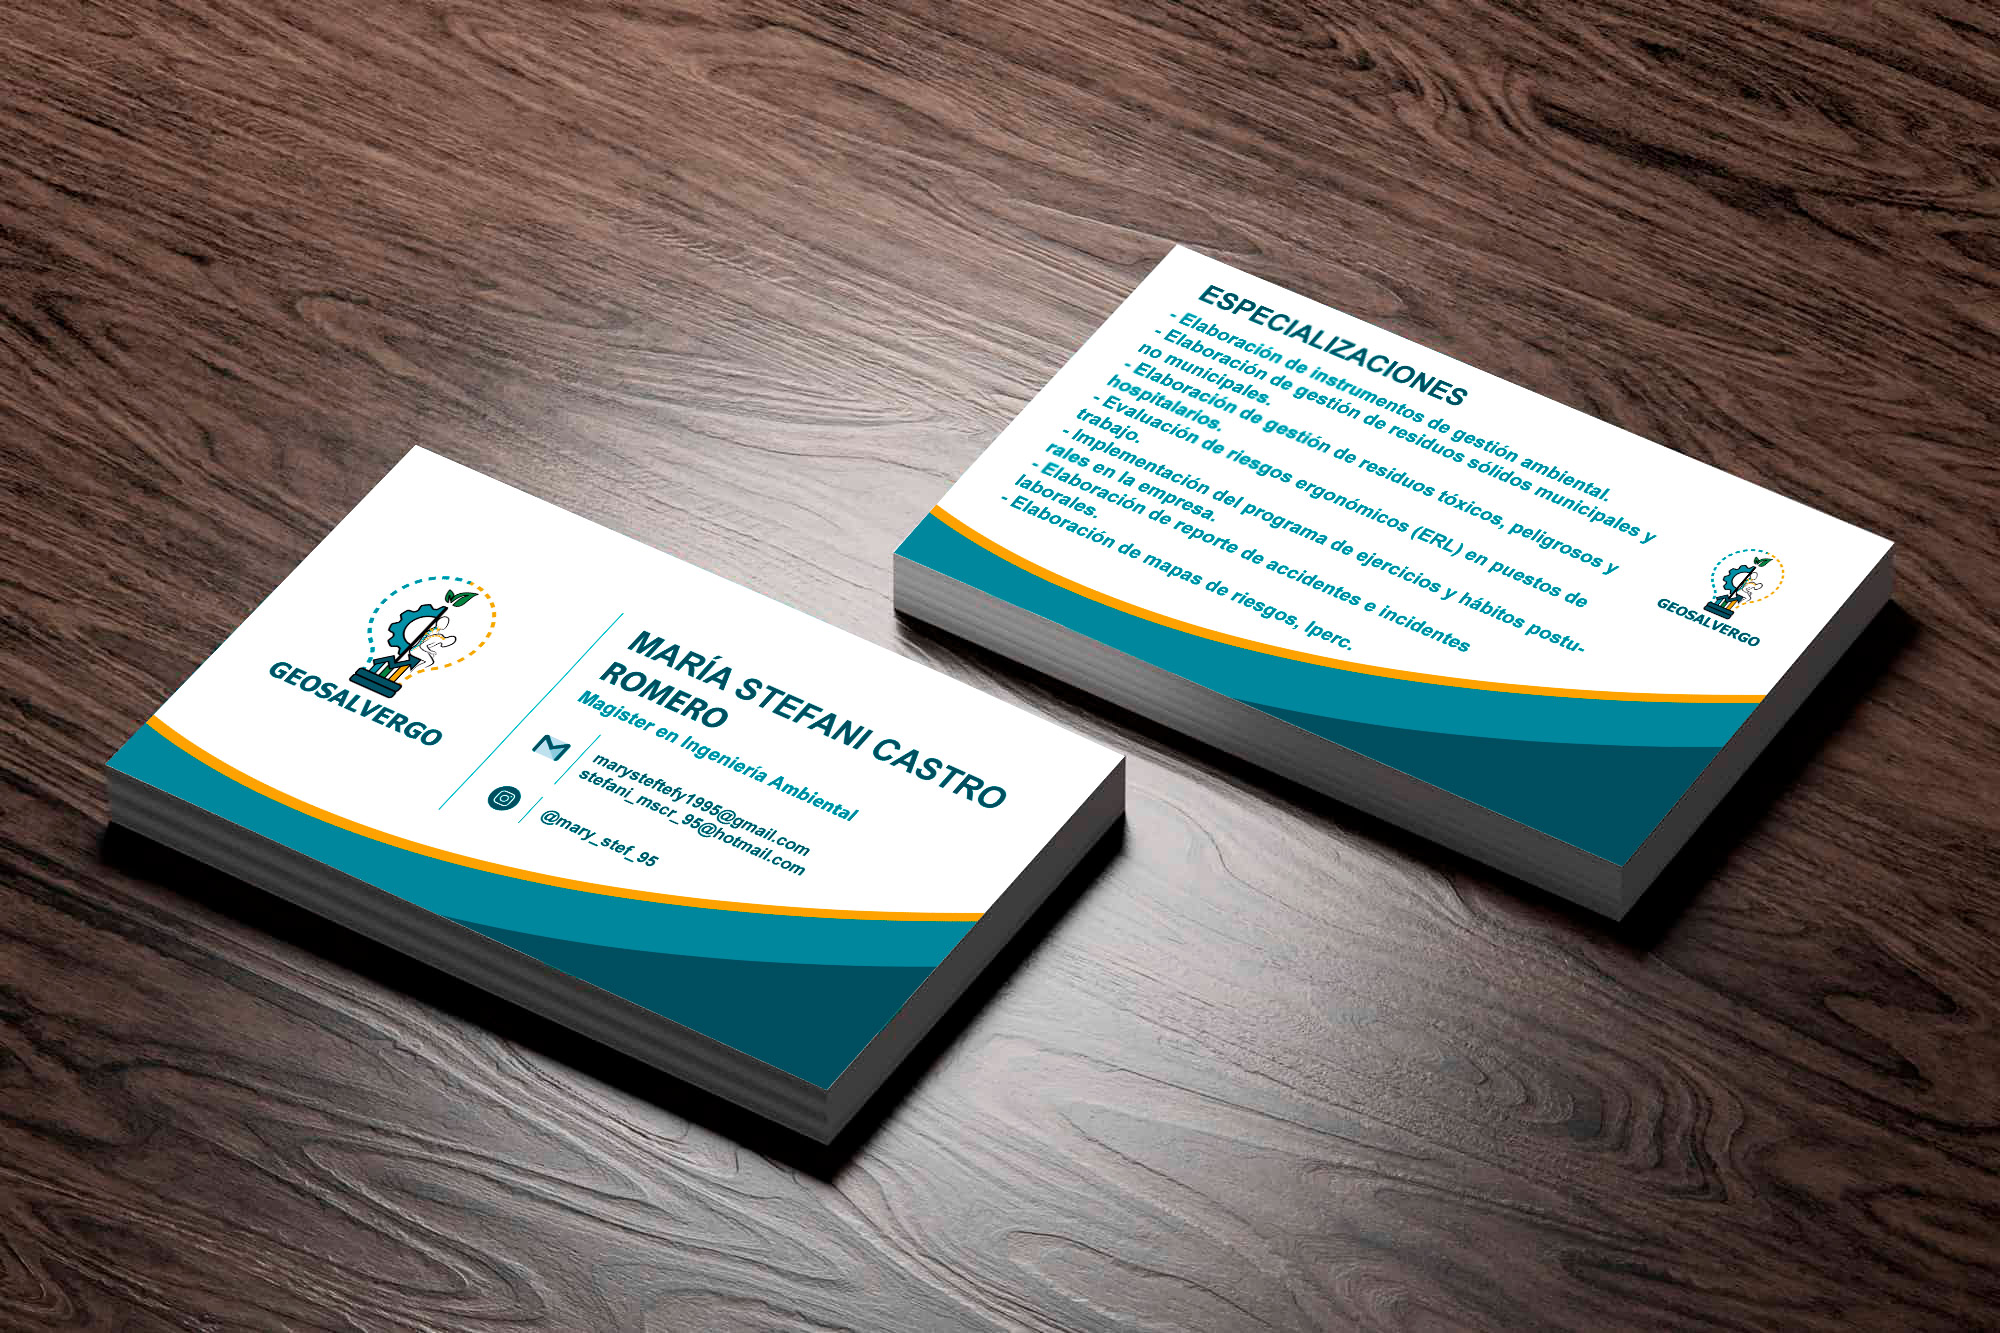 GEOSALVERGO
MARÍA STEFANI CASTRO
ROMERO
Magister en Ingeniería Ambiental
marysteftefy1995@gmail.com
stefani_mscr_95@hotmail.com
@mary_stef_95
ESPECIALIZACIONES
- Elaboración de instrumentos de gestión ambiental.
- Elaboración de gestión de residuos sólidos municipales y
no municipales.
- Elaboración de gestión de residuos tóxicos, peligrosos y
hospitalarios.
- Evaluación de riesgos ergonómicos (ERL) en puestos de
trabajo.
- Implementación del programa de ejercicios y hábitos postu-
rales en la empresa.
- Elaboración de reporte de accidentes e incidentes
laborales.
- Elaboración de mapas de riesgos, Iperc.
GEOSALVERGO